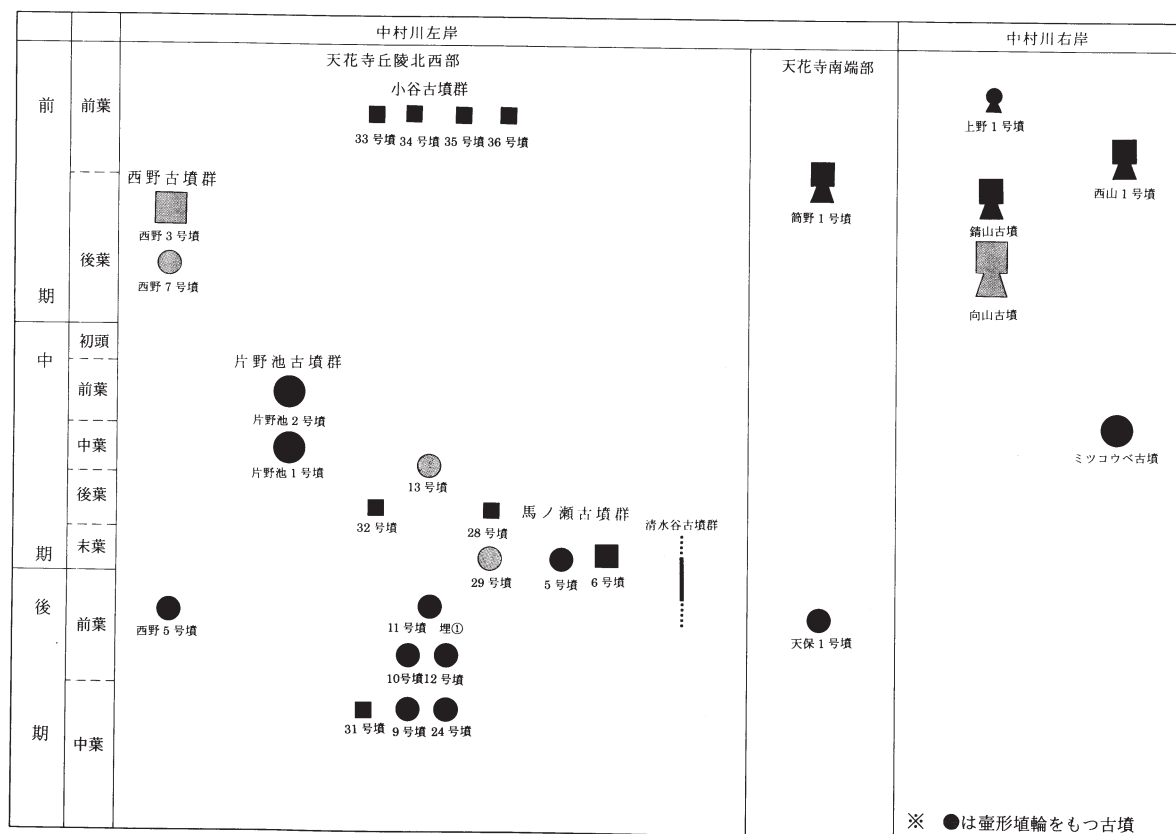 中村川左岸
中村川右岸
天花寺丘陵北西部
天花寺南端部
前期
前葉
後葉
中期
初頭
前葉
中葉
後葉
末葉
後期
前葉
中葉
小谷古墳群
33号墳 34号墳 35号墳 36号墳
上野1号墳
西山1号墳
西野古墳群
西野3号墳
筒野1号墳
錆山古墳
西野7号墳
向山古墳
片野池古墳群
片野池2号墳
片野池1号墳
ミツコウベ古墳
13号墳
32号墳
28号墳
馬ノ瀬古墳群
清水谷古墳群
29号墳
5号墳
6号墳
西野5号墳
11号墳 埋①
天保1号墳
10号墳 12号墳
31号墳 9号墳 24号墳
※ ●は壷形埴輪をもつ古墳